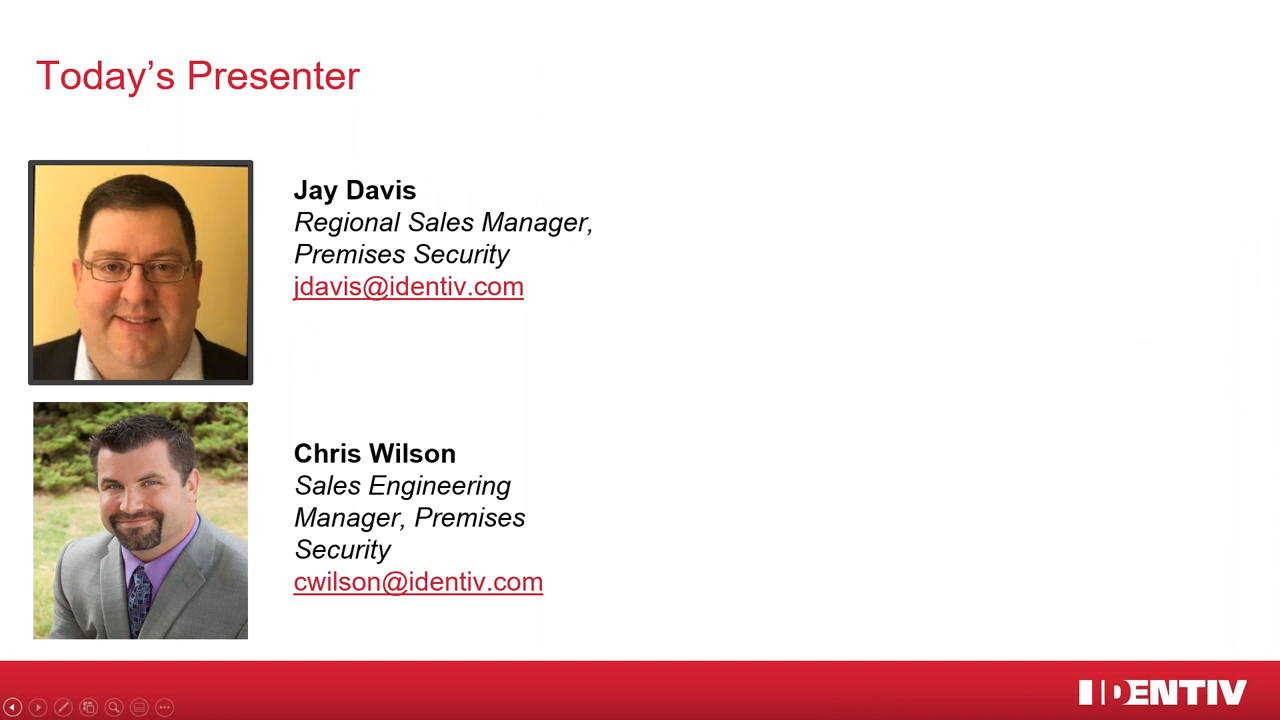 Today’s Presenter
Jay Davis
Regional Sales Manager,
Premises Security
jdavis@identiv.com
Chris Wilson
Sales Engineering
Manager, Premises
Security
cwilson@identiv.com
IDENTIV